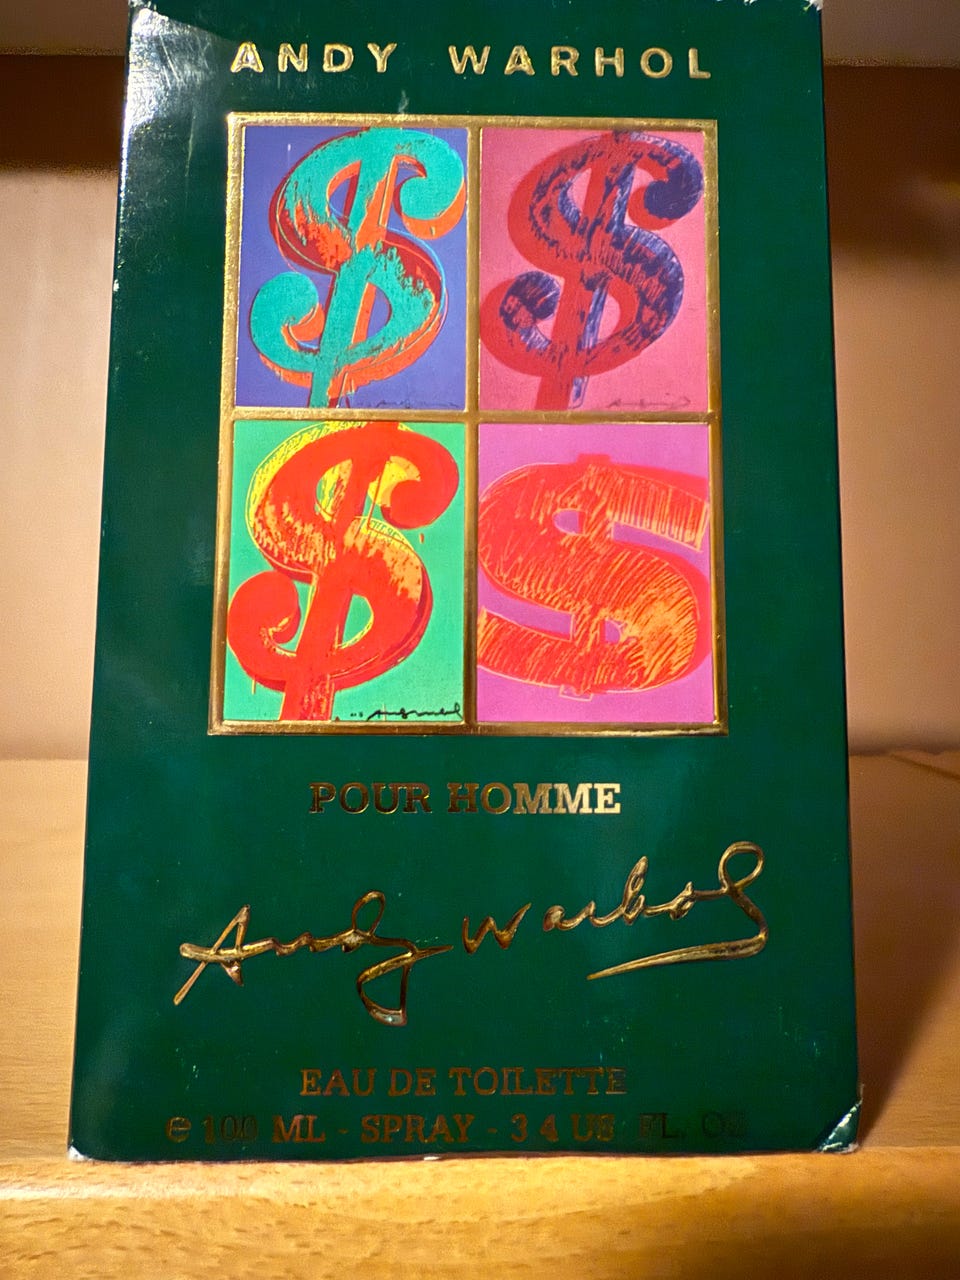 ANDY WARHOL
POUR HOMME
Andy Warhol
EAU DE TOILETTE
℮ 100 ML - SPRAY - 3 4 US FL. OZ